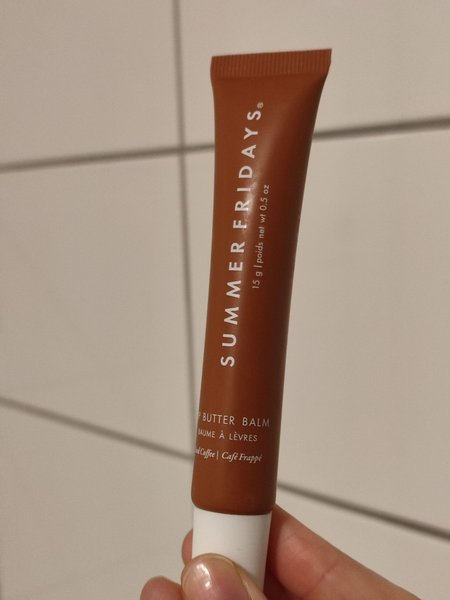 SUMMER FRIDAYS®
15 g | poids net wt 0.5 oz
BUTTER BALM
BAUME À LÈVRES
Coffee | Café Frappé